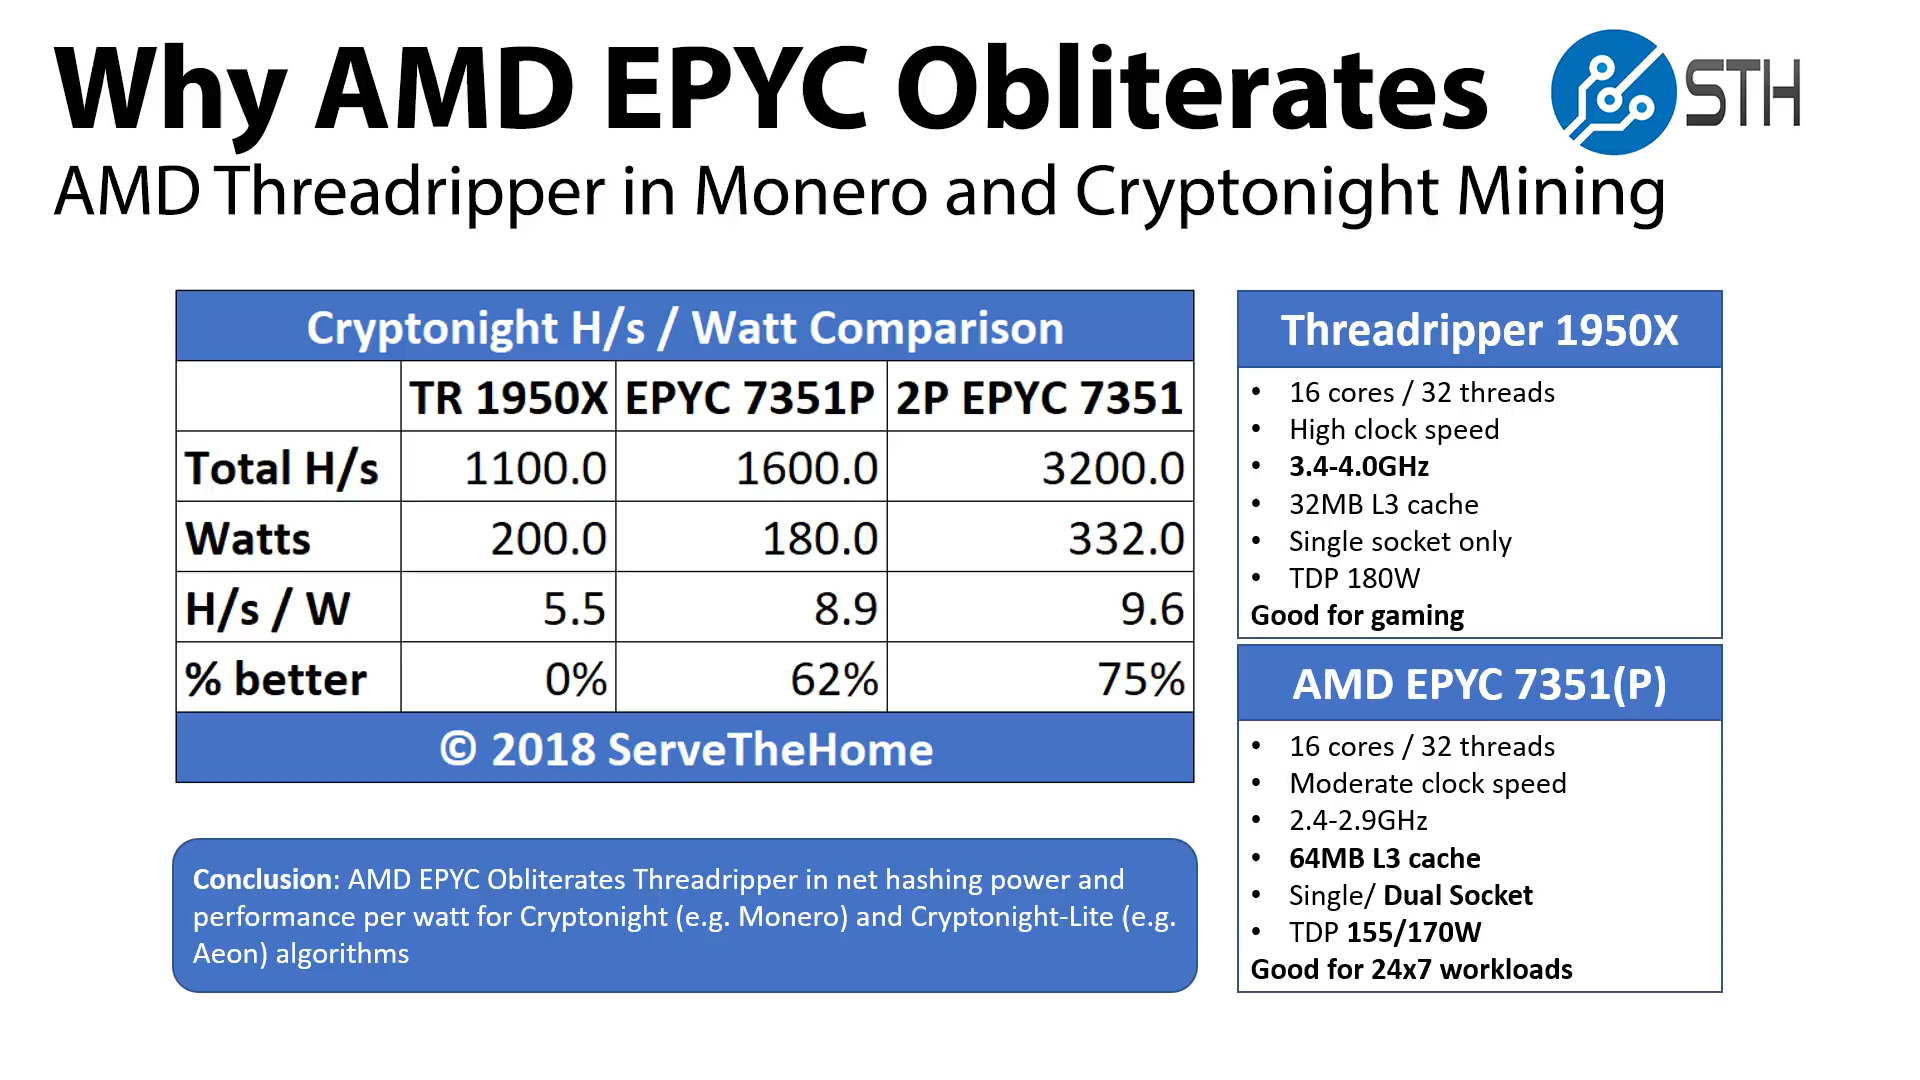 Why AMD EPYC Obliterates
STH
AMD Threadripper in Monero and Cryptonight Mining
Cryptonight H/s / Watt Comparison
TR 1950X EPYC 7351P 2P EPYC 7351
Total H/s 1100.0 1600.0 3200.0
Watts 200.0 180.0 332.0
H/s / W 5.5 8.9 9.6
% better 0% 62% 75%
© 2018 ServeTheHome
Conclusion: AMD EPYC Obliterates Threadripper in net hashing power and
performance per watt for Cryptonight (e.g. Monero) and Cryptonight-Lite (e.g.
Aeon) algorithms
Threadripper 1950X
• 16 cores / 32 threads
• High clock speed
• 3.4-4.0GHz
• 32MB L3 cache
• Single socket only
• TDP 180W
Good for gaming
AMD EPYC 7351(P)
• 16 cores / 32 threads
• Moderate clock speed
• 2.4-2.9GHz
• 64MB L3 cache
• Single/ Dual Socket
• TDP 155/170W
Good for 24x7 workloads